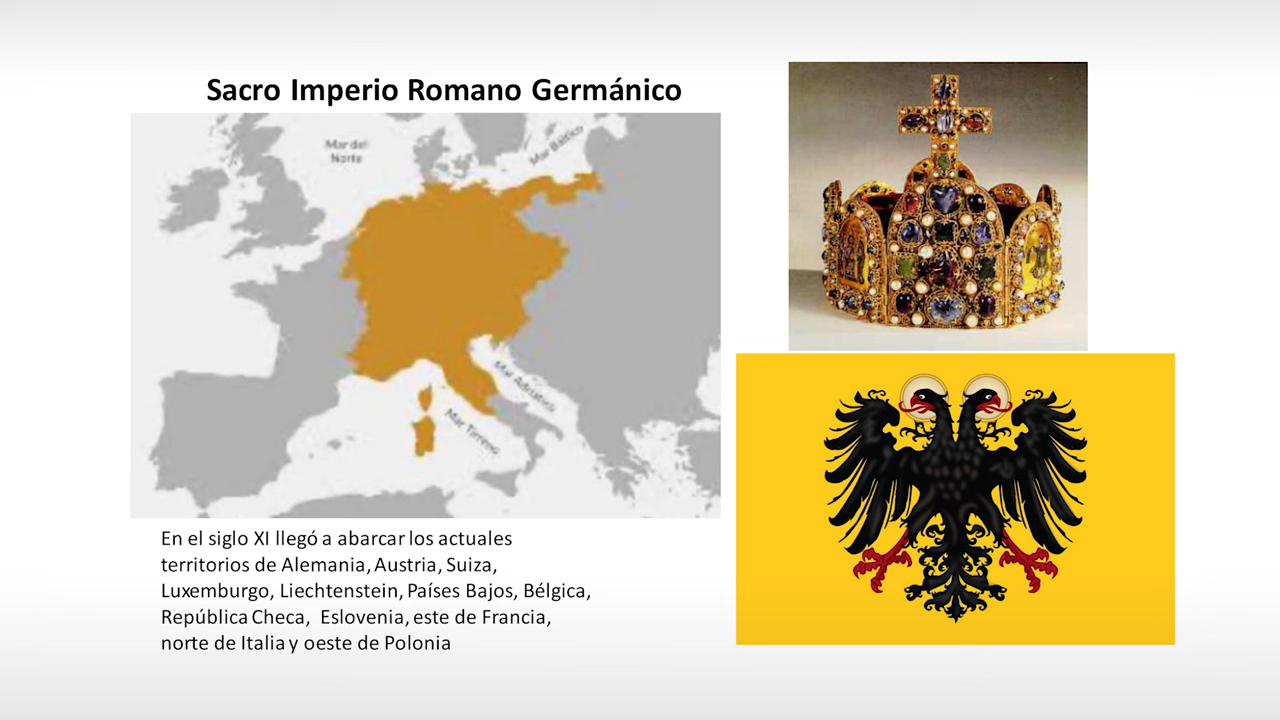 Sacro Imperio Romano Germánico
Mar del
Norte
Mar Báltico
Mar Adriático
Mar Tirreno
En el siglo XI llegó a abarcar los actuales
territorios de Alemania, Austria, Suiza,
Luxemburgo, Liechtenstein, Países Bajos, Bélgica,
República Checa, Eslovenia, este de Francia,
norte de Italia y oeste de Polonia